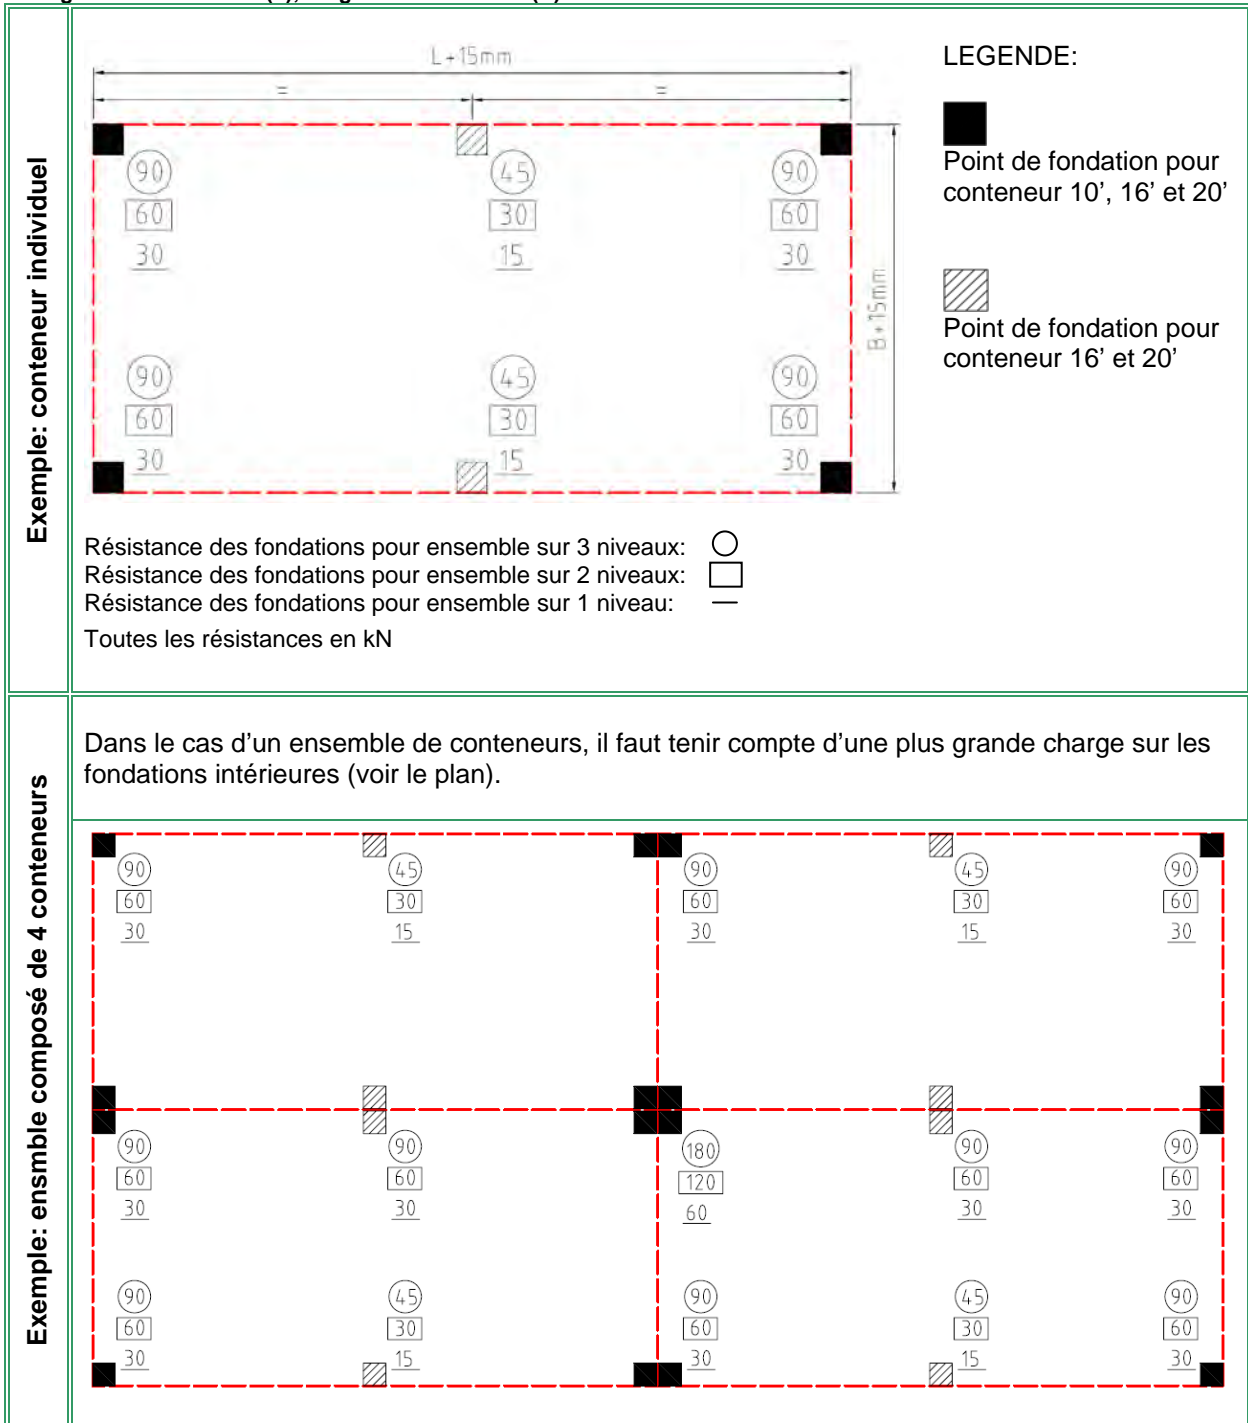 Exemple: conteneur individuel
L+15mm
= =
LEGENDE:
Point de fondation pour
conteneur 10’, 16’ et 20’
90 45 90
60 30 60
30 15 30
B+15mm
Point de fondation pour
conteneur 16’ et 20’
90 45 90
60 30 60
30 15 30
Résistance des fondations pour ensemble sur 3 niveaux:
Résistance des fondations pour ensemble sur 2 niveaux:
Résistance des fondations pour ensemble sur 1 niveau:
Toutes les résistances en kN
Exemple: ensmble composé de 4 conteneurs
Dans le cas d’un ensemble de conteneurs, il faut tenir compte d’une plus grande charge sur les
fondations intérieures (voir le plan).
90 45 90 45 90
60 30 60 30 60
30 15 30 15 30
90 90 180 90 90
60 60 120 60 60
30 30 60 30 30
90 45 90 45 90
60 30 60 30 60
30 15 30 15 30